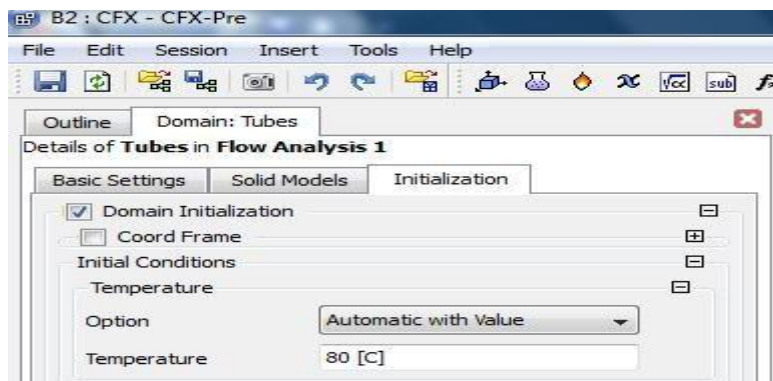 B2 : CFX - CFX-Pre
File Edit Session Insert Tools Help
Outline Domain: Tubes
Details of Tubes in Flow Analysis 1
Basic Settings Solid Models Initialization
Domain Initialization
Coord Frame
Initial Conditions
Temperature
Option Automatic with Value
Temperature 80 [C]